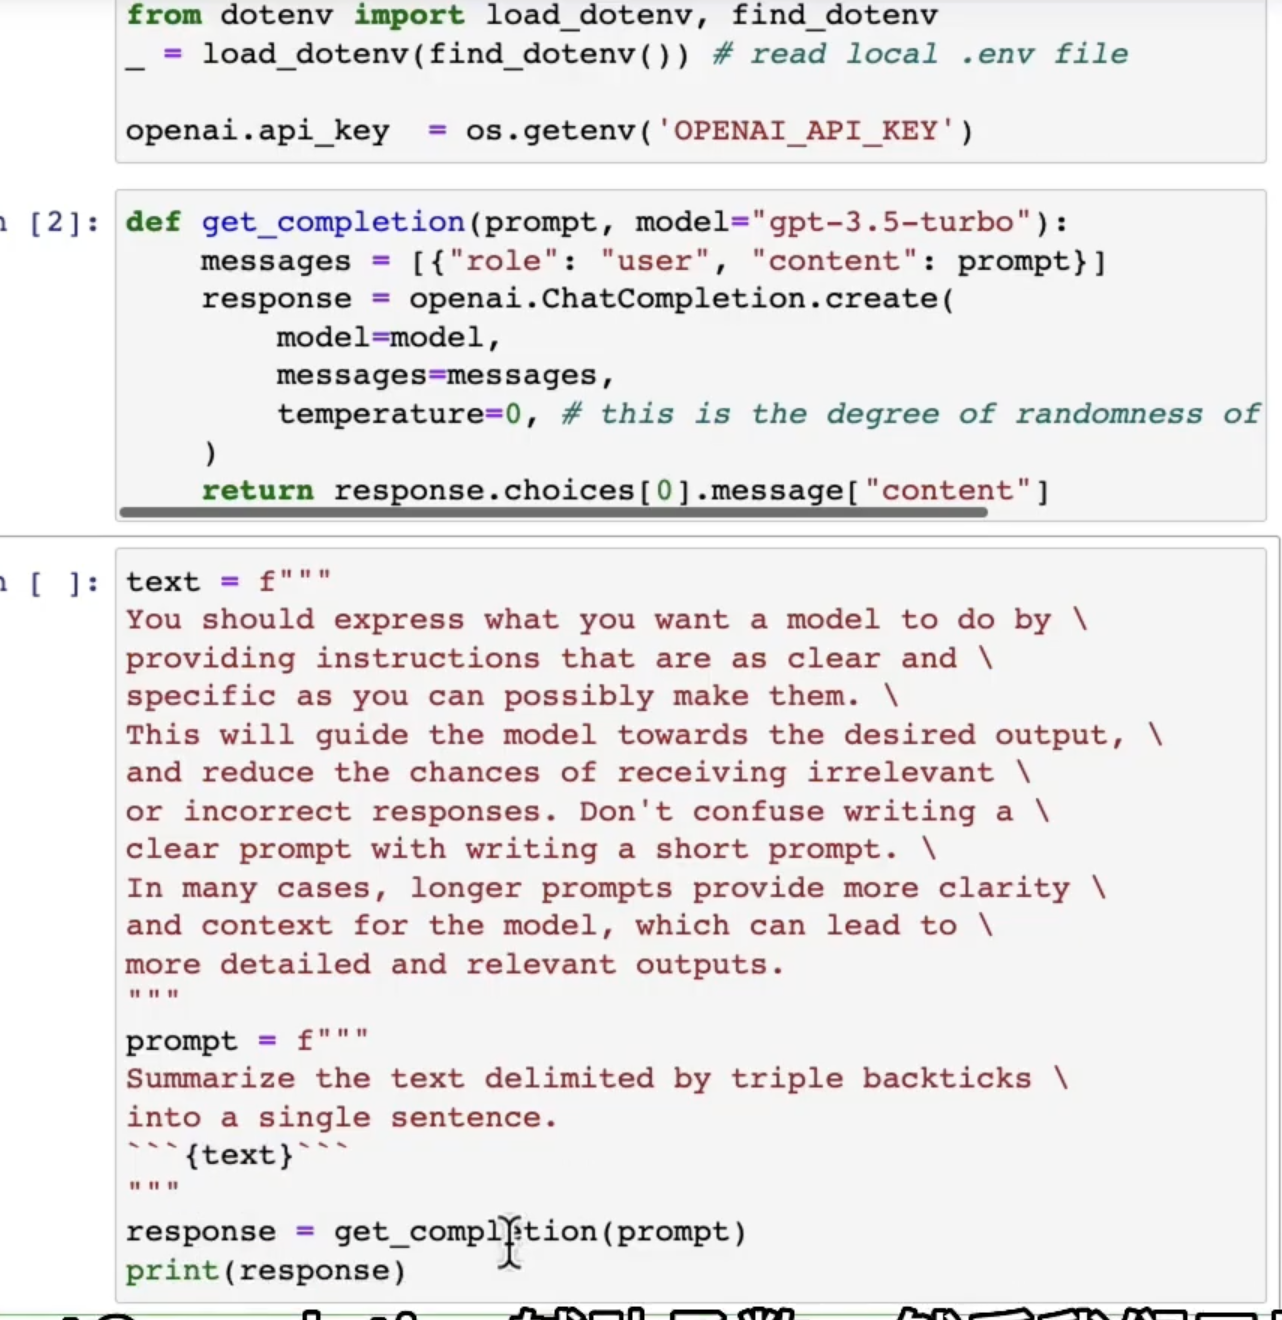 from dotenv import load_dotenv, find_dotenv
_ = load_dotenv(find_dotenv()) # read local .env file
openai.api_key  = os.getenv('OPENAI_API_KEY')
[2]:
def get_completion(prompt, model="gpt-3.5-turbo"):
    messages = [{"role": "user", "content": prompt}]
    response = openai.ChatCompletion.create(
        model=model,
        messages=messages,
        temperature=0, # this is the degree of randomness of
    )
    return response.choices[0].message["content"]
[ ]:
text = f"""
You should express what you want a model to do by \
providing instructions that are as clear and \
specific as you can possibly make them. \
This will guide the model towards the desired output, \
and reduce the chances of receiving irrelevant \
or incorrect responses. Don't confuse writing a \
clear prompt with writing a short prompt. \
In many cases, longer prompts provide more clarity \
and context for the model, which can lead to \
more detailed and relevant outputs.
"""
prompt = f"""
Summarize the text delimited by triple backticks \
into a single sentence.
```{text}```
"""
response = get_completion(prompt)
print(response)